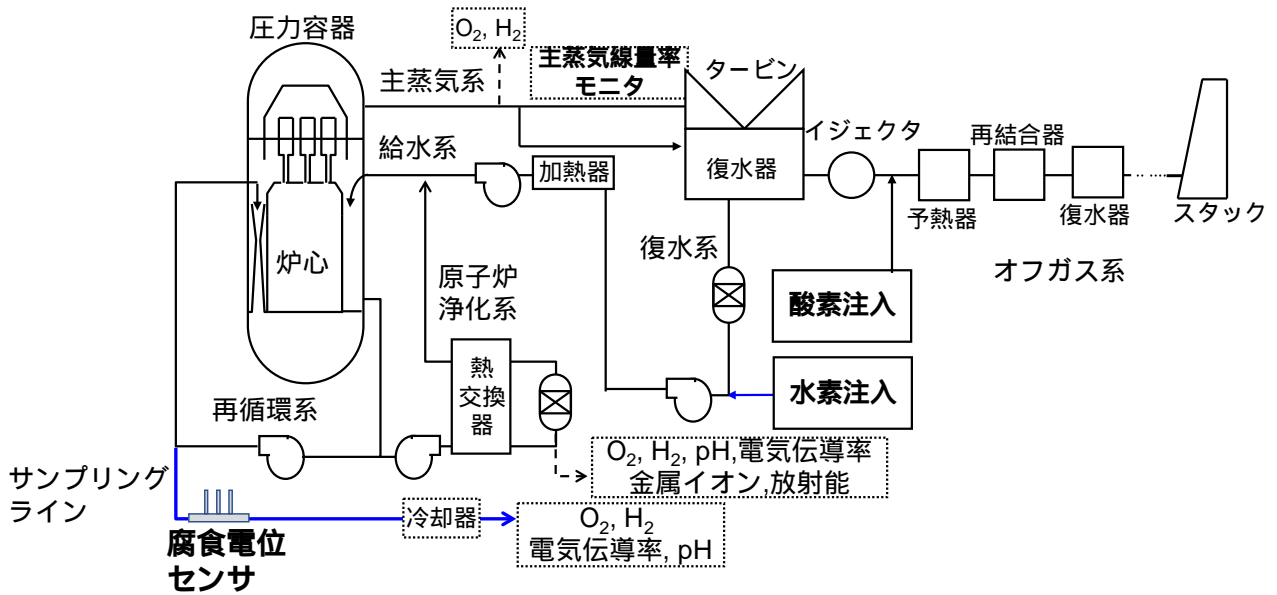 圧力容器
O₂, H₂
主蒸気線量率
モニタ
タービン
主蒸気系
イジェクタ
再結合器
給水系
加熱器
復水器
予熱器
復水器
スタック
復水系
オフガス系
炉心
原子炉
浄化系
酸素注入
熱
交換
器
水素注入
再循環系
O₂, H₂, pH,電気伝導率
金属イオン,放射能
サンプリング
ライン
冷却器
O₂, H₂
電気伝導率, pH
腐食電位
センサ